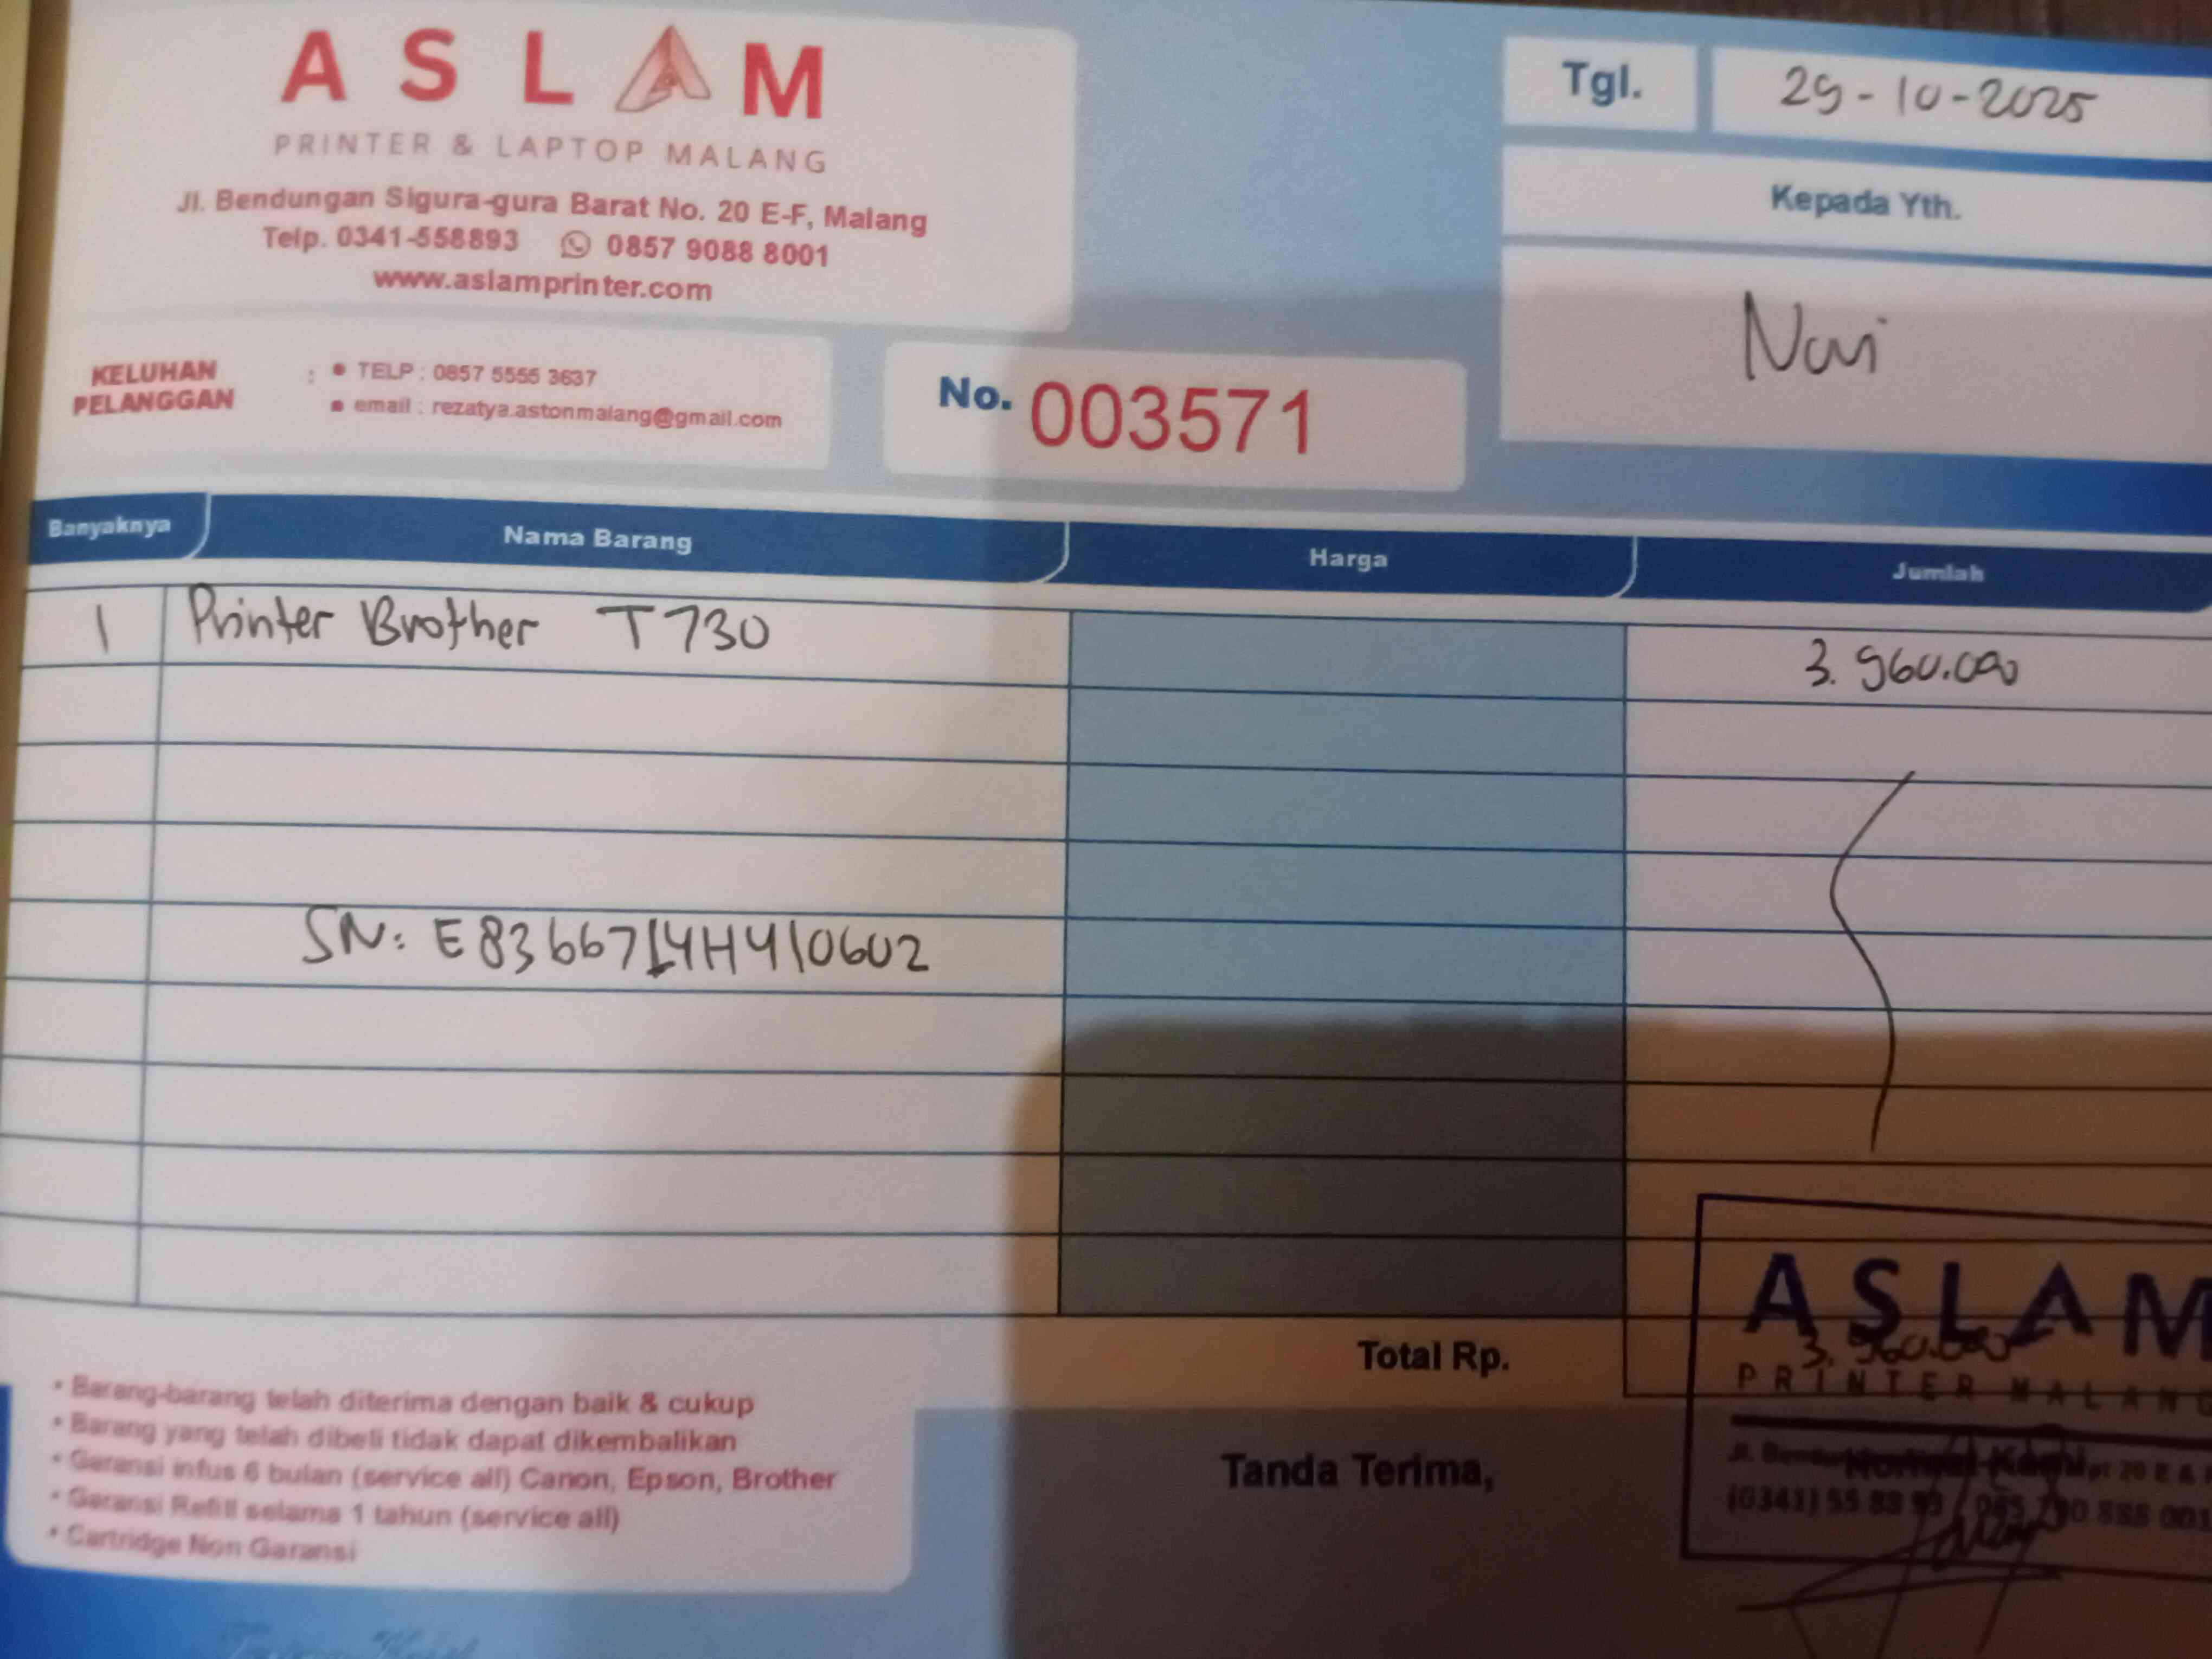 ASLAM
PRINTER & LAPTOP MALANG
Jl. Bendungan Sigura-gura Barat No. 20 E-F, Malang
Telp. 0341-558893 0857 9088 8001
www.aslamprinter.com
Tgl. 29-10-2025
Kepada Yth.
KELUHAN PELANGGAN : • TELP : 0857 5555 3637
• email : rezatya.astonmalang@gmail.com
No. 003571
Banyaknya Nama Barang Harga Jumlah
1 Printer Brother T730 3.960.000
SN: E83667L4H410602
Total Rp. 3.960.000
ASLAM
PRINTER MALANG
• Barang-barang telah diterima dengan baik & cukup
• Barang yang telah dibeli tidak dapat dikembalikan
• Garansi infus 6 bulan (service all) Canon, Epson, Brother
• Garansi Refill selama 1 tahun (service all)
• Cartridge Non Garansi
Tanda Terima,
Hormat Kami,